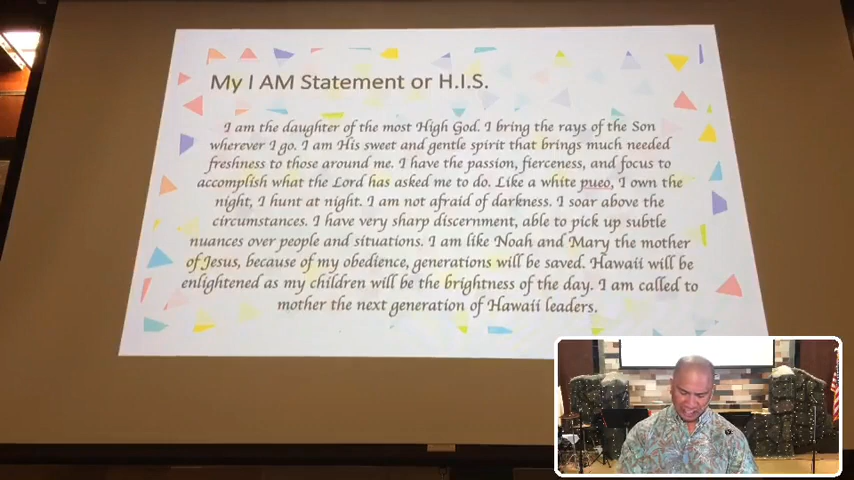 My I AM Statement or H.I.S.
I am the daughter of the most High God. I bring the rays of the Son
wherever I go. I am His sweet and gentle spirit that brings much needed
freshness to those around me. I have the passion, fierceness, and focus to
accomplish what the Lord has asked me to do. Like a white pueo, I own the
night, I hunt at night. I am not afraid of darkness. I soar above the
circumstances. I have very sharp discernment, able to pick up subtle
nuances over people and situations. I am like Noah and Mary the mother
of Jesus, because of my obedience, generations will be saved. Hawaii will be
enlightened as my children will be the brightness of the day. I am called to
mother the next generation of Hawaii leaders.